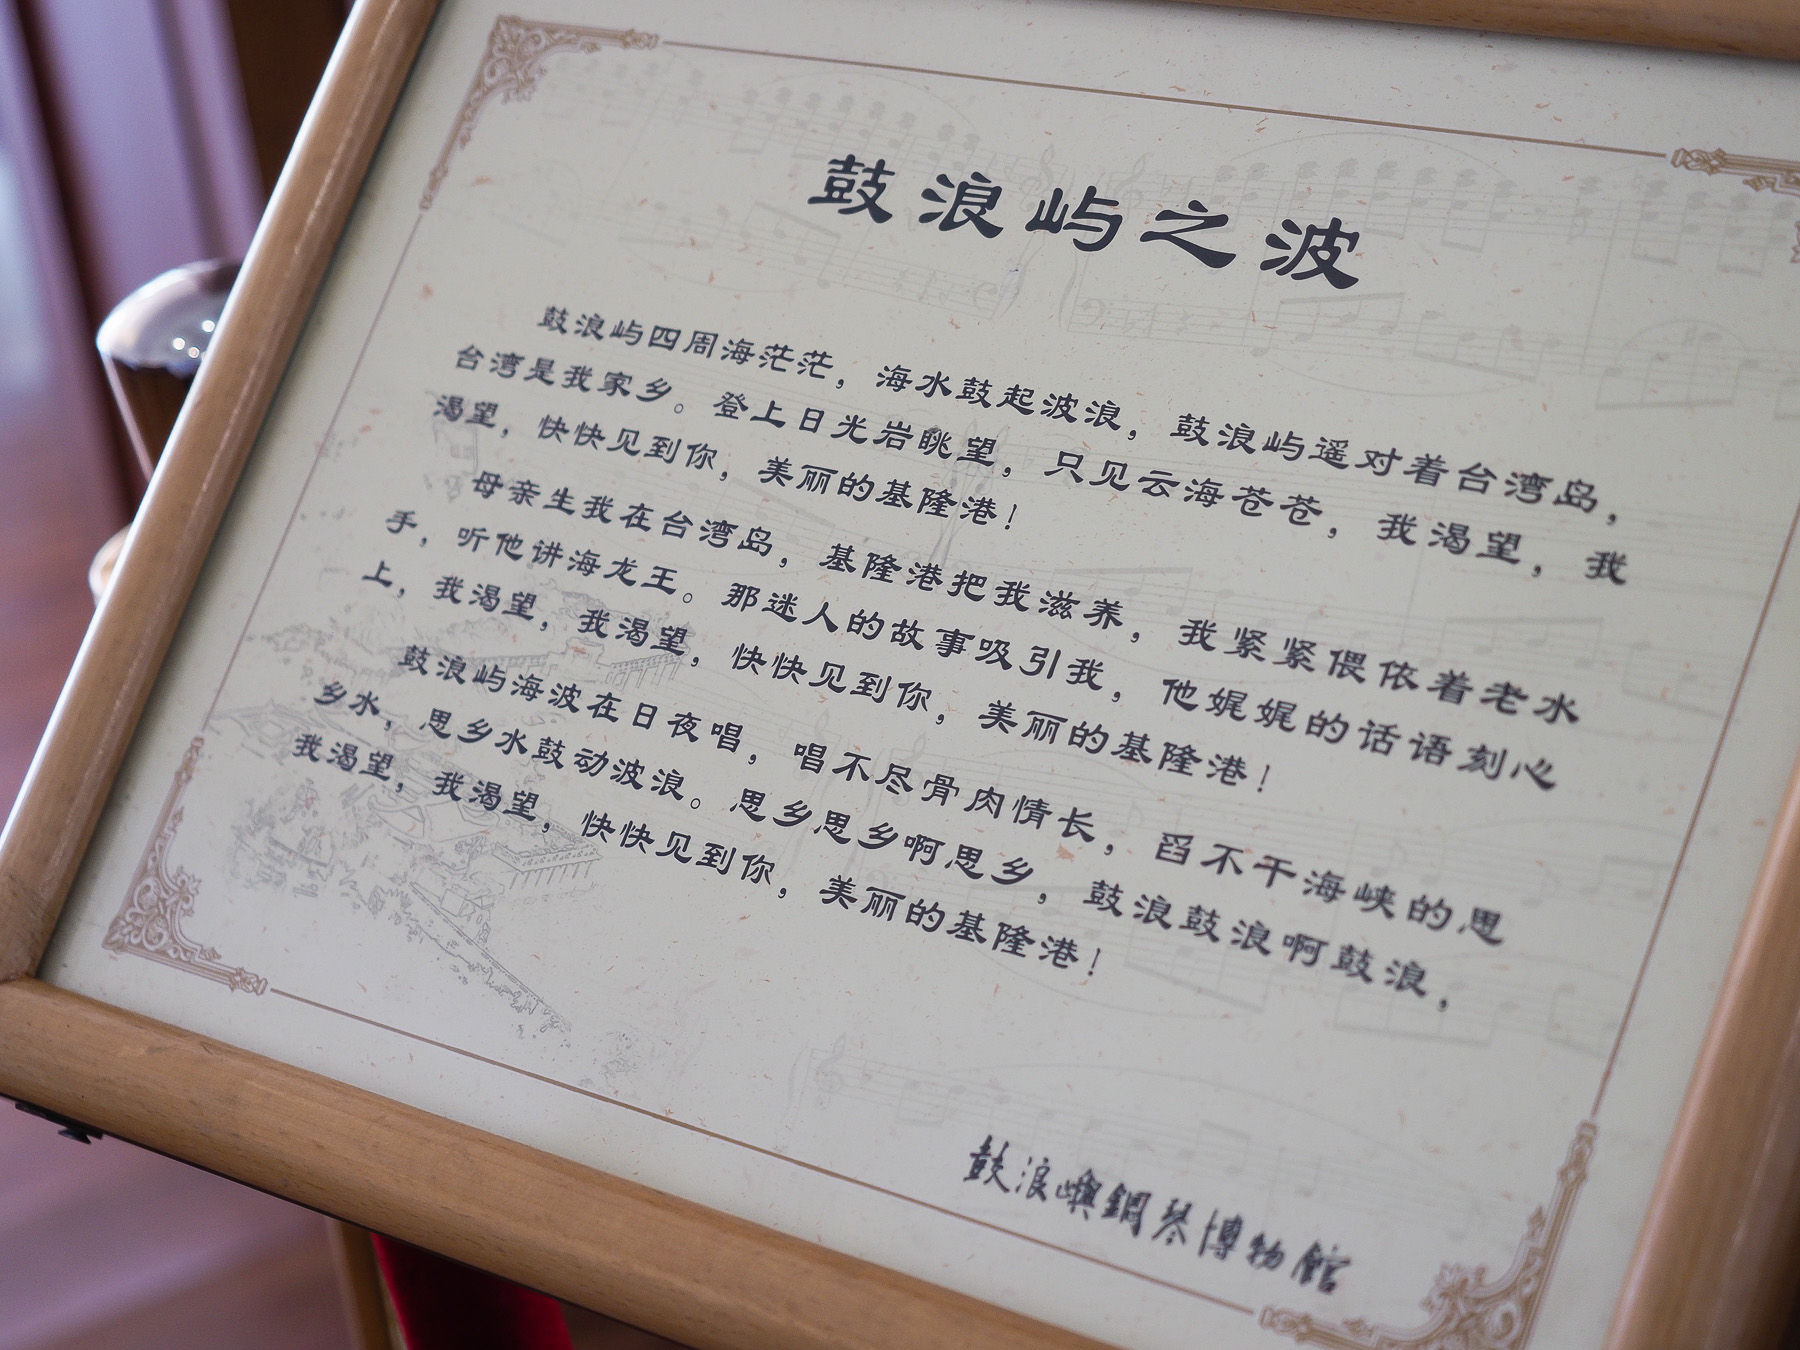 鼓浪屿之波
鼓浪屿四周海茫茫，海水鼓起波浪，鼓浪屿遥对着台湾岛，
台湾是我家乡。登上日光岩眺望，只见云海苍苍，我渴望，我
渴望，快快见到你，美丽的基隆港！
母亲生我在台湾岛，基隆港把我滋养，我紧紧偎依着老水
手，听他讲海龙王。那迷人的故事吸引我，他娓娓的话语刻心
上，我渴望，我渴望，快快见到你，美丽的基隆港！
鼓浪屿海波在日夜唱，唱不尽骨肉情长，舀不干海峡的思
乡水，思乡水鼓动波浪。思乡思乡啊思乡，鼓浪鼓浪啊鼓浪，
我渴望，我渴望，快快见到你，美丽的基隆港！
鼓浪嶼鋼琴博物館